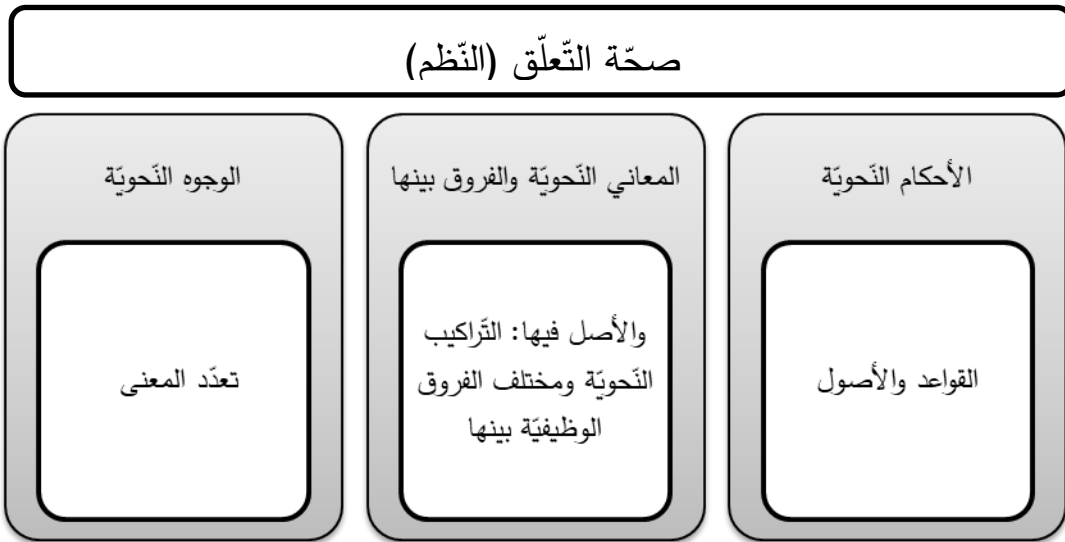 صحّة التّعلّق (النّظم)
الأحكام النّحويّة
القواعد والأصول
المعاني النّحويّة والفروق بينها
والأصل فيها: التّراكيب
النّحويّة ومختلف الفروق
الوظيفيّة بينها
الوجوه النّحويّة
تعدّد المعنى